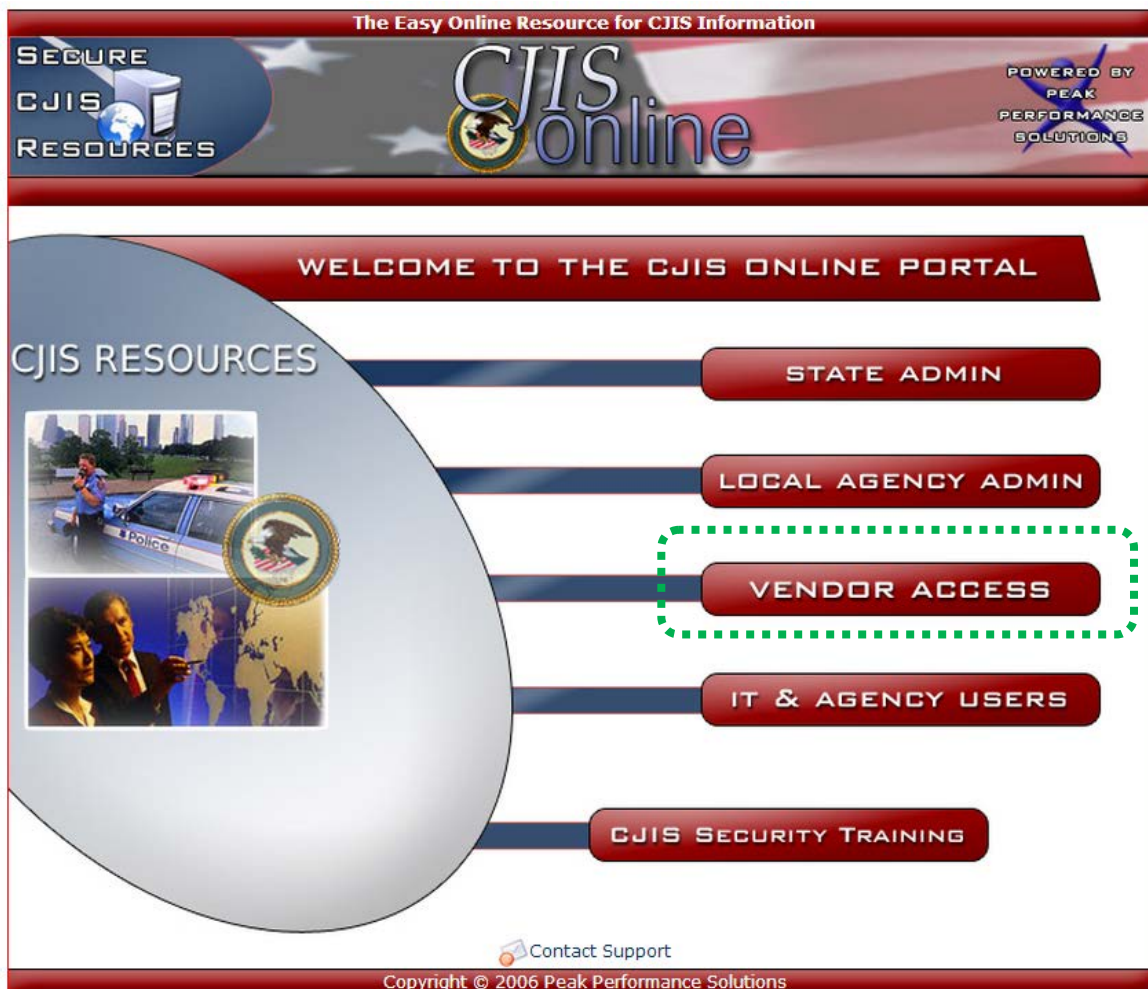 The Easy Online Resource for CJIS Information
SECURE
CJIS
RESOURCES
CJIS
online
POWERED BY
PEAK
PERFORMANCE
SOLUTIONS
WELCOME TO THE CJIS ONLINE PORTAL
CJIS RESOURCES
STATE ADMIN
LOCAL AGENCY ADMIN
Police
VENDOR ACCESS
IT & AGENCY USERS
CJIS SECURITY TRAINING
Contact Support
Copyright © 2006 Peak Performance Solutions